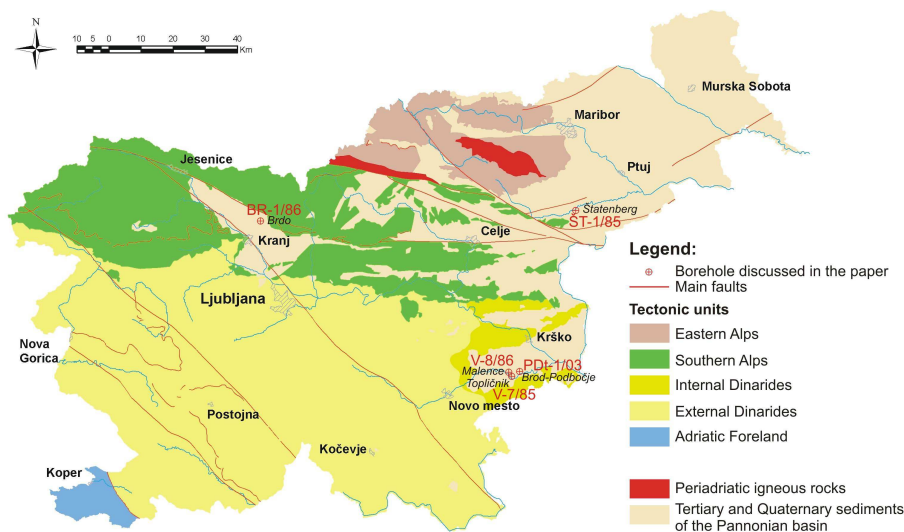 N
10 5 0 10 20 30 40
Km
Murska Sobota
Maribor
Jesenice
Ptuj
BR-1/86
Brdo
Štatenberg
ŠT-1/85
Kranj
Celje
Legend:
Borehole discussed in the paper
Main faults
Ljubljana
Tectonic units
Eastern Alps
Nova
Gorica
Krško
Southern Alps
V-8/86
PDt-1/03
Malence
Brod-Podbočje
Topličnik
V-7/85
Internal Dinarides
Novo mesto
Postojna
External Dinarides
Adriatic Foreland
Kočevje
Koper
Periadriatic igneous rocks
Tertiary and Quaternary sediments
of the Pannonian basin